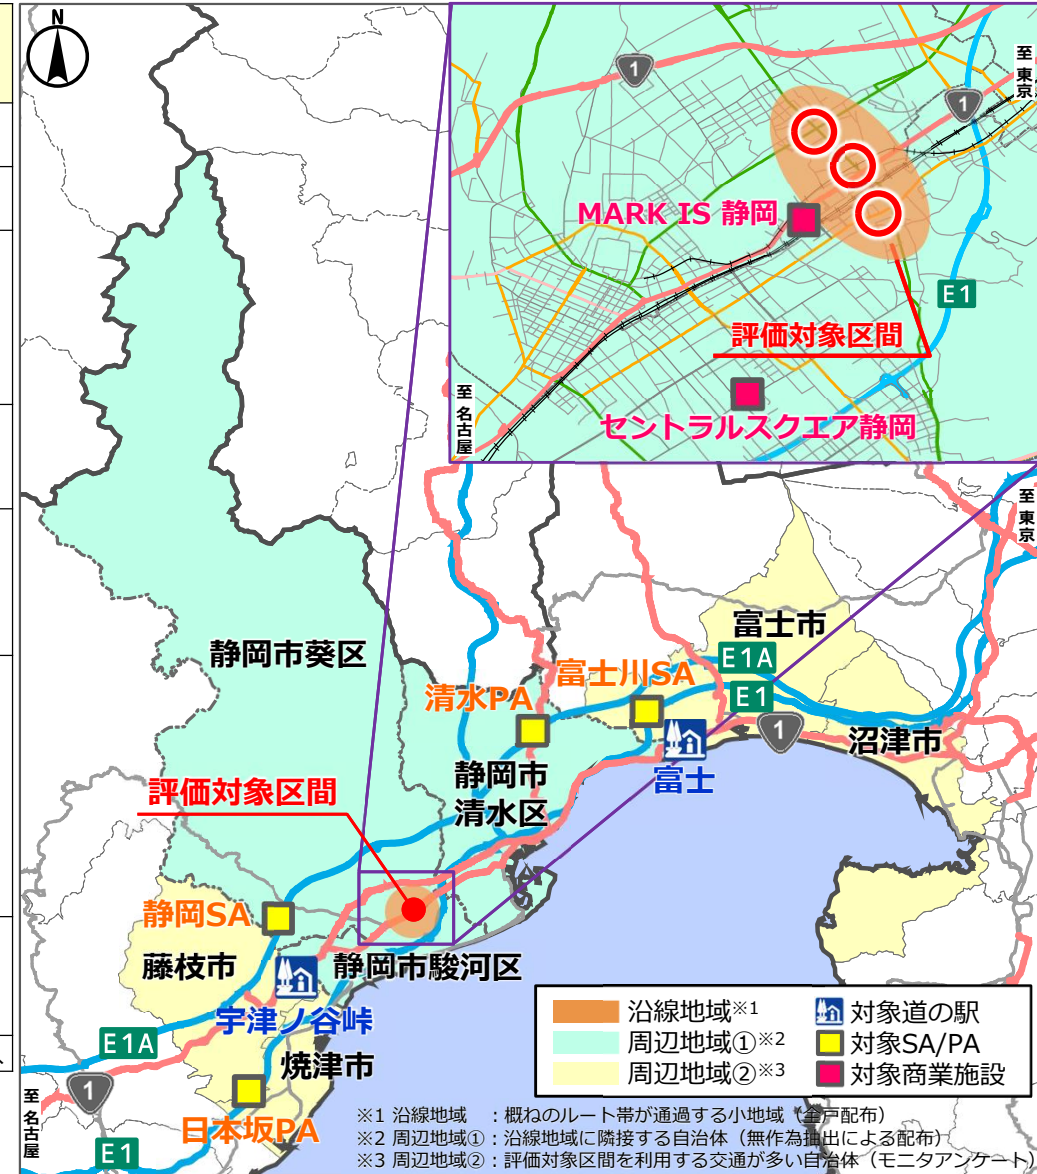 N
1
至 東京
1
MARK IS 静岡
E1
評価対象区間
至 名古屋
セントラルスクエア静岡
至 東京
静岡市葵区
富士市
E1A
富士川SA
清水PA
E1
1
沼津市
静岡市
清水区
富士
評価対象区間
静岡SA
藤枝市
静岡市駿河区
宇津ノ谷峠
E1A
焼津市
1
至 名古屋
日本坂PA
E1
沿線地域※1
周辺地域①※2
周辺地域②※3
対象道の駅
対象SA/PA
対象商業施設
※1 沿線地域 :概ねのルート帯が通過する小地域(全戸配布)
※2 周辺地域①:沿線地域に隣接する自治体(無作為抽出による配布)
※3 周辺地域②:評価対象区間を利用する交通が多い自治体(モニタアンケート)